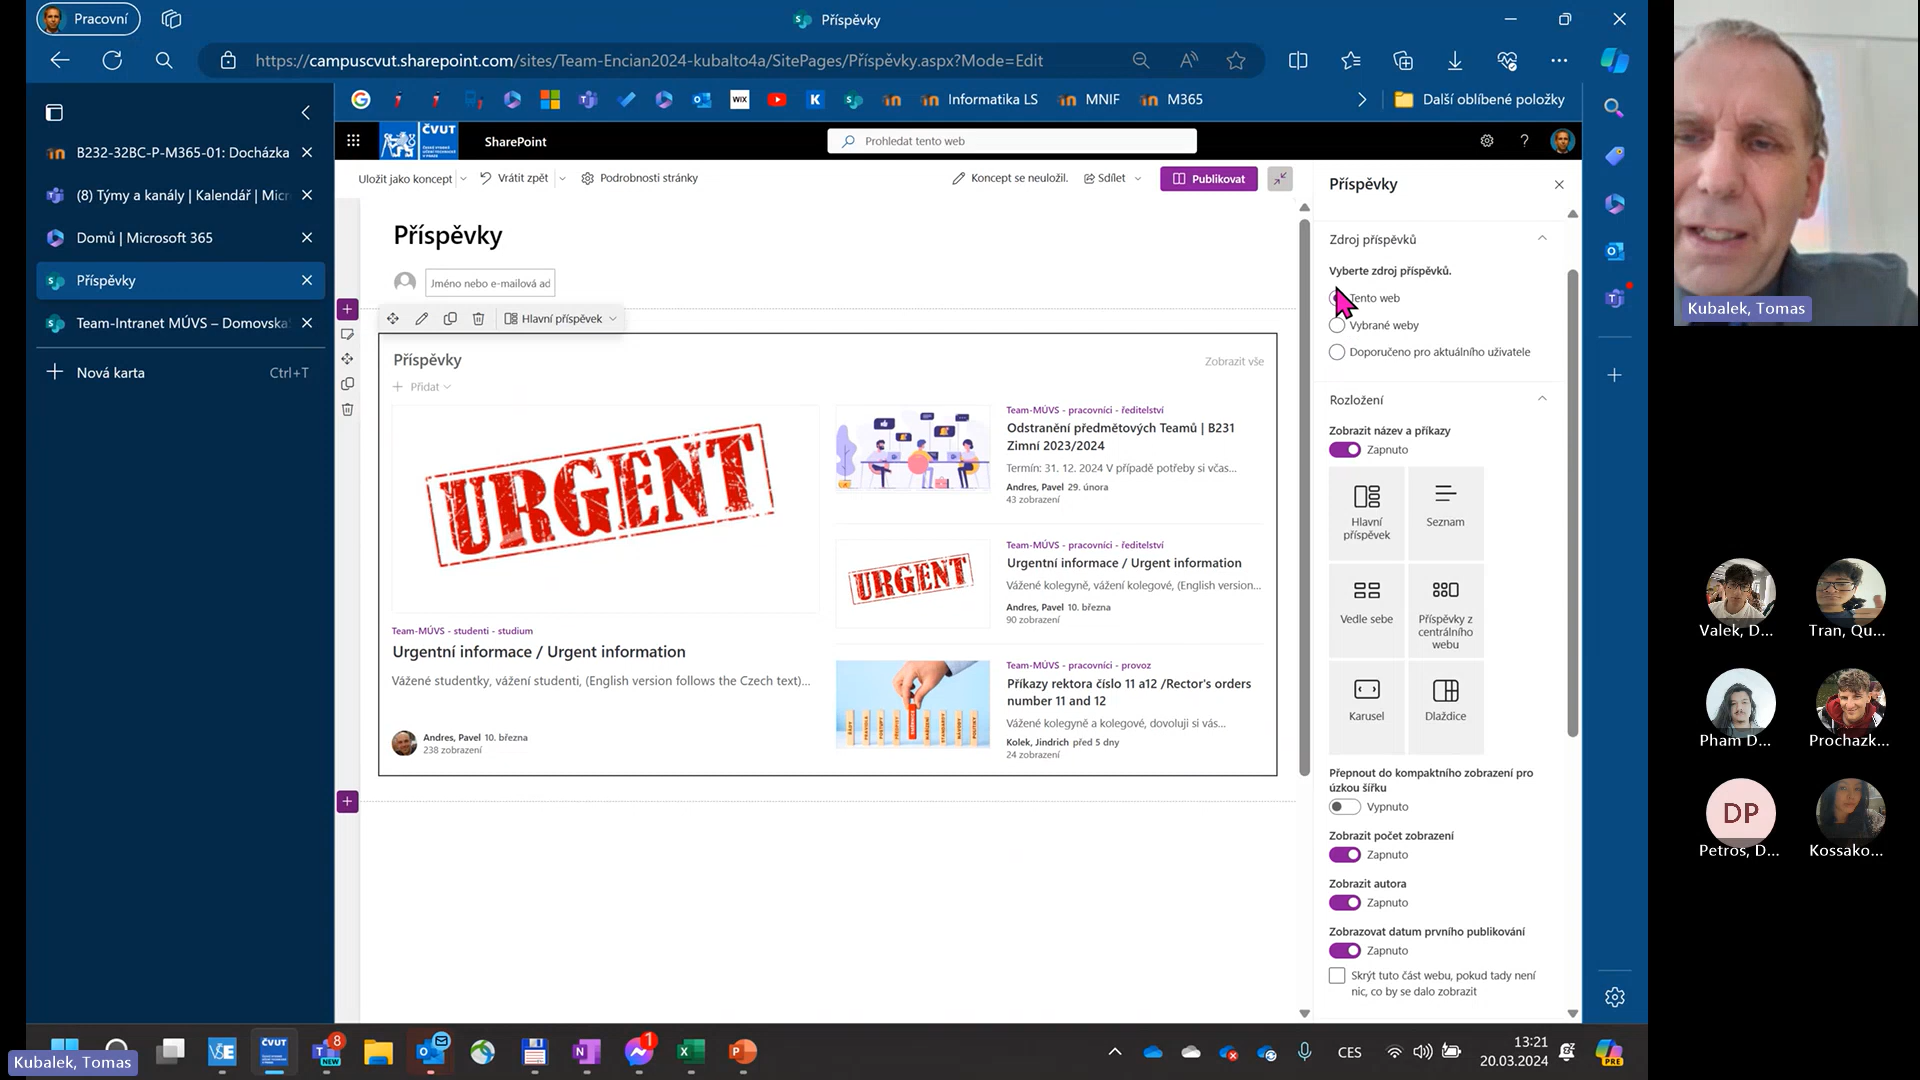 Pracovní
Příspěvky
https://campuscvut.sharepoint.com/sites/Team-Encian2024-kubalto4a/SitePages/Příspěvky.aspx?Mode=Edit
B232-32BC-P-M365-01: Docházka
(8) Týmy a kanály | Kalendář | Micr
Domů | Microsoft 365
Příspěvky
Team-Intranet MÚVS – Domovska
Nová karta
Ctrl+T
WIX
K
Informatika LS
MNIF
M365
Další oblíbené položky
ČVUT
SharePoint
Prohledat tento web
Uložit jako koncept
Vrátit zpět
Podrobnosti stránky
Koncept se neuložil.
Sdílet
Publikovat
Příspěvky
Jméno nebo e-mailová ad
Hlavní příspěvek
Příspěvky
Zobrazit vše
Přidat
URGENT
Team-MÚVS - studenti - studium
Urgentní informace / Urgent information
Vážené studentky, vážení studenti, (English version follows the Czech text)...
Andres, Pavel 10. března
238 zobrazení
Team-MÚVS - pracovníci - ředitelství
Odstranění předmětových Teamů | B231
Zimní 2023/2024
Termín: 31. 12. 2024 V případě potřeby si včas...
Andres, Pavel 29. února
43 zobrazení
URGENT
Team-MÚVS - pracovníci - ředitelství
Urgentní informace / Urgent information
Vážené kolegyně, vážení kolegové, (English version...
Andres, Pavel 10. března
90 zobrazení
Team-MÚVS - pracovníci - provoz
Příkazy rektora číslo 11 a12 /Rector's orders
number 11 and 12
Vážené kolegyně a kolegové, dovoluji si vás...
Kolek, Jindrich před 5 dny
24 zobrazení
Příspěvky
Zdroj příspěvků
Vyberte zdroj příspěvků.
Tento web
Vybrané weby
Doporučeno pro aktuálního uživatele
Rozložení
Zobrazit název a příkazy
Zapnuto
Hlavní
příspěvek
Seznam
Vedle sebe
Příspěvky z
centrálního
webu
Karusel
Dlaždice
Přepnout do kompaktního zobrazení pro
úzkou šířku
Vypnuto
Zobrazit počet zobrazení
Zapnuto
Zobrazit autora
Zapnuto
Zobrazovat datum prvního publikování
Zapnuto
Skrýt tuto část webu, pokud tady není
nic, co by se dalo zobrazit
Kubalek, Tomas
Valek, D...
Tran, Qu...
Pham D...
Prochazk...
DP
Petros, D...
Kossako...
Kubalek, Tomas
VŠE
ČVUT
8
NEW
1
CES
13:21
20.03.2024
PRE